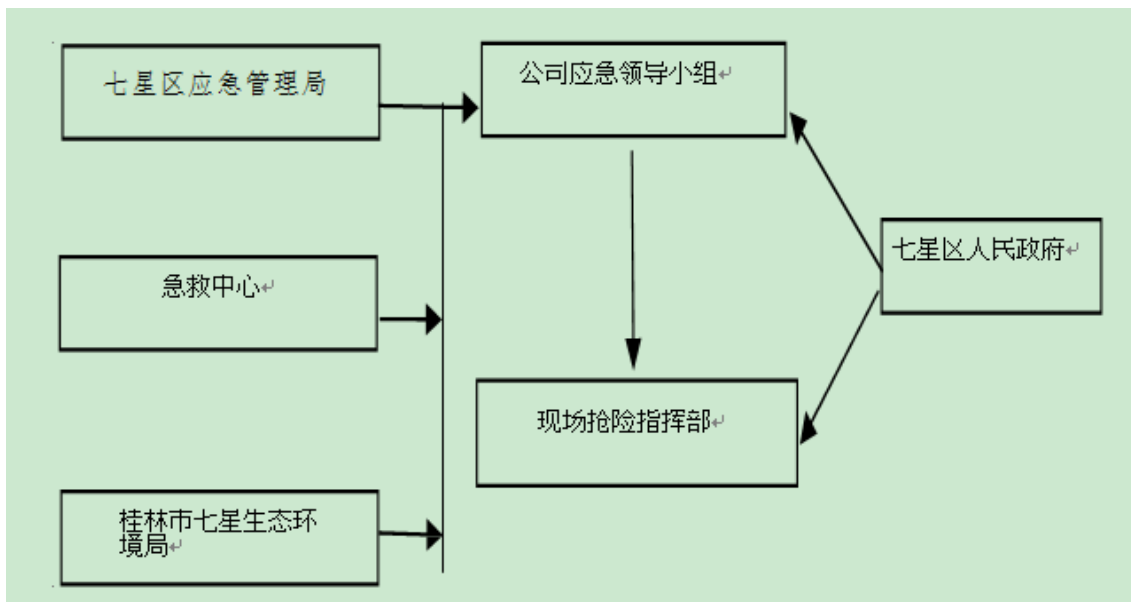 七星区应急管理局
公司应急领导小组
七星区人民政府
急救中心
现场抢险指挥部
桂林市七星生态环
境局